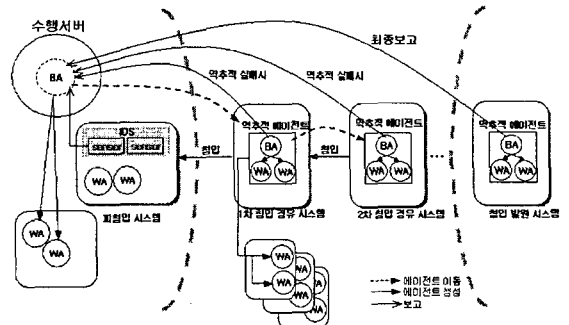 수행서버
최종보고
BA
역추적 실패시
역추적 실패시
IDS
sensor
sensor
역추적 에이전트
역추적 에이전트
역추적 에이전트
BA
BA
BA
침입
침입
...
WA
WA
WA
WA
WA
WA
WA
WA
피침입 시스템
1차 침입 경유 시스템
2차 침입 경유 시스템
침입 발원 시스템
WA
WA
WA
WA
WA
WA
WA
에이전트 이동
에이전트 생성
보고